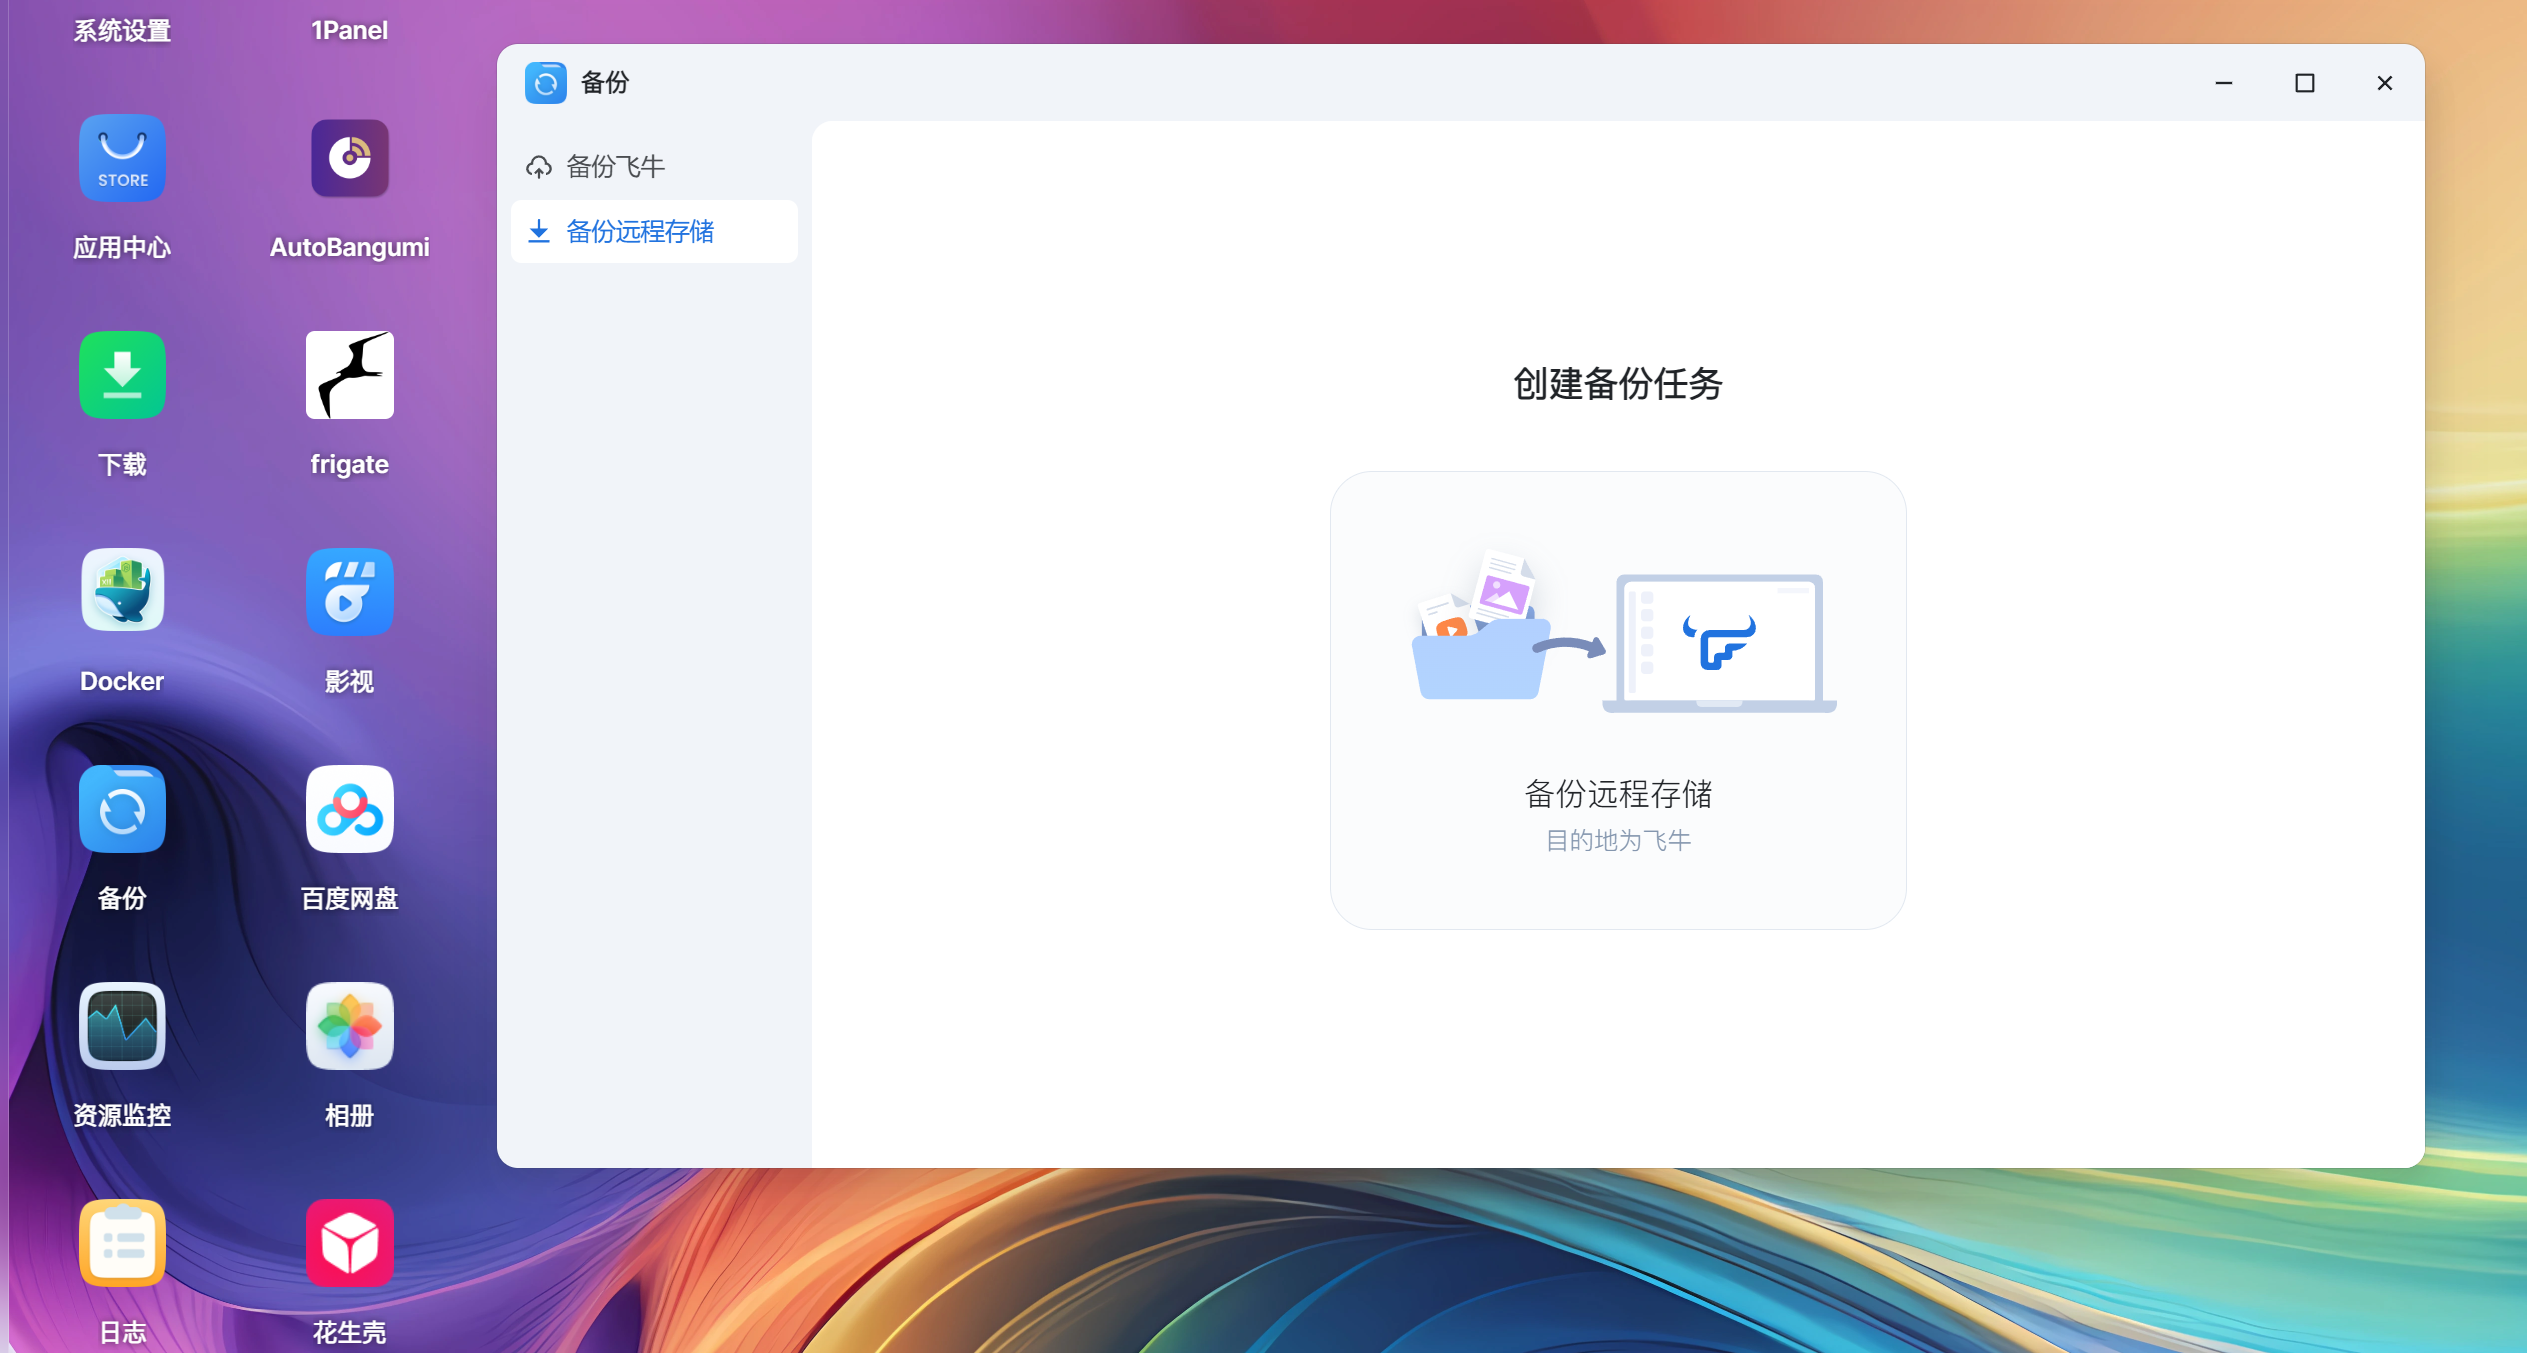 系统设置
1Panel
STORE
应用中心
AutoBangumi
下载
frigate
Docker
影视
备份
百度网盘
资源监控
相册
日志
花生壳
备份
备份飞牛
备份远程存储
创建备份任务
备份远程存储
目的地为飞牛